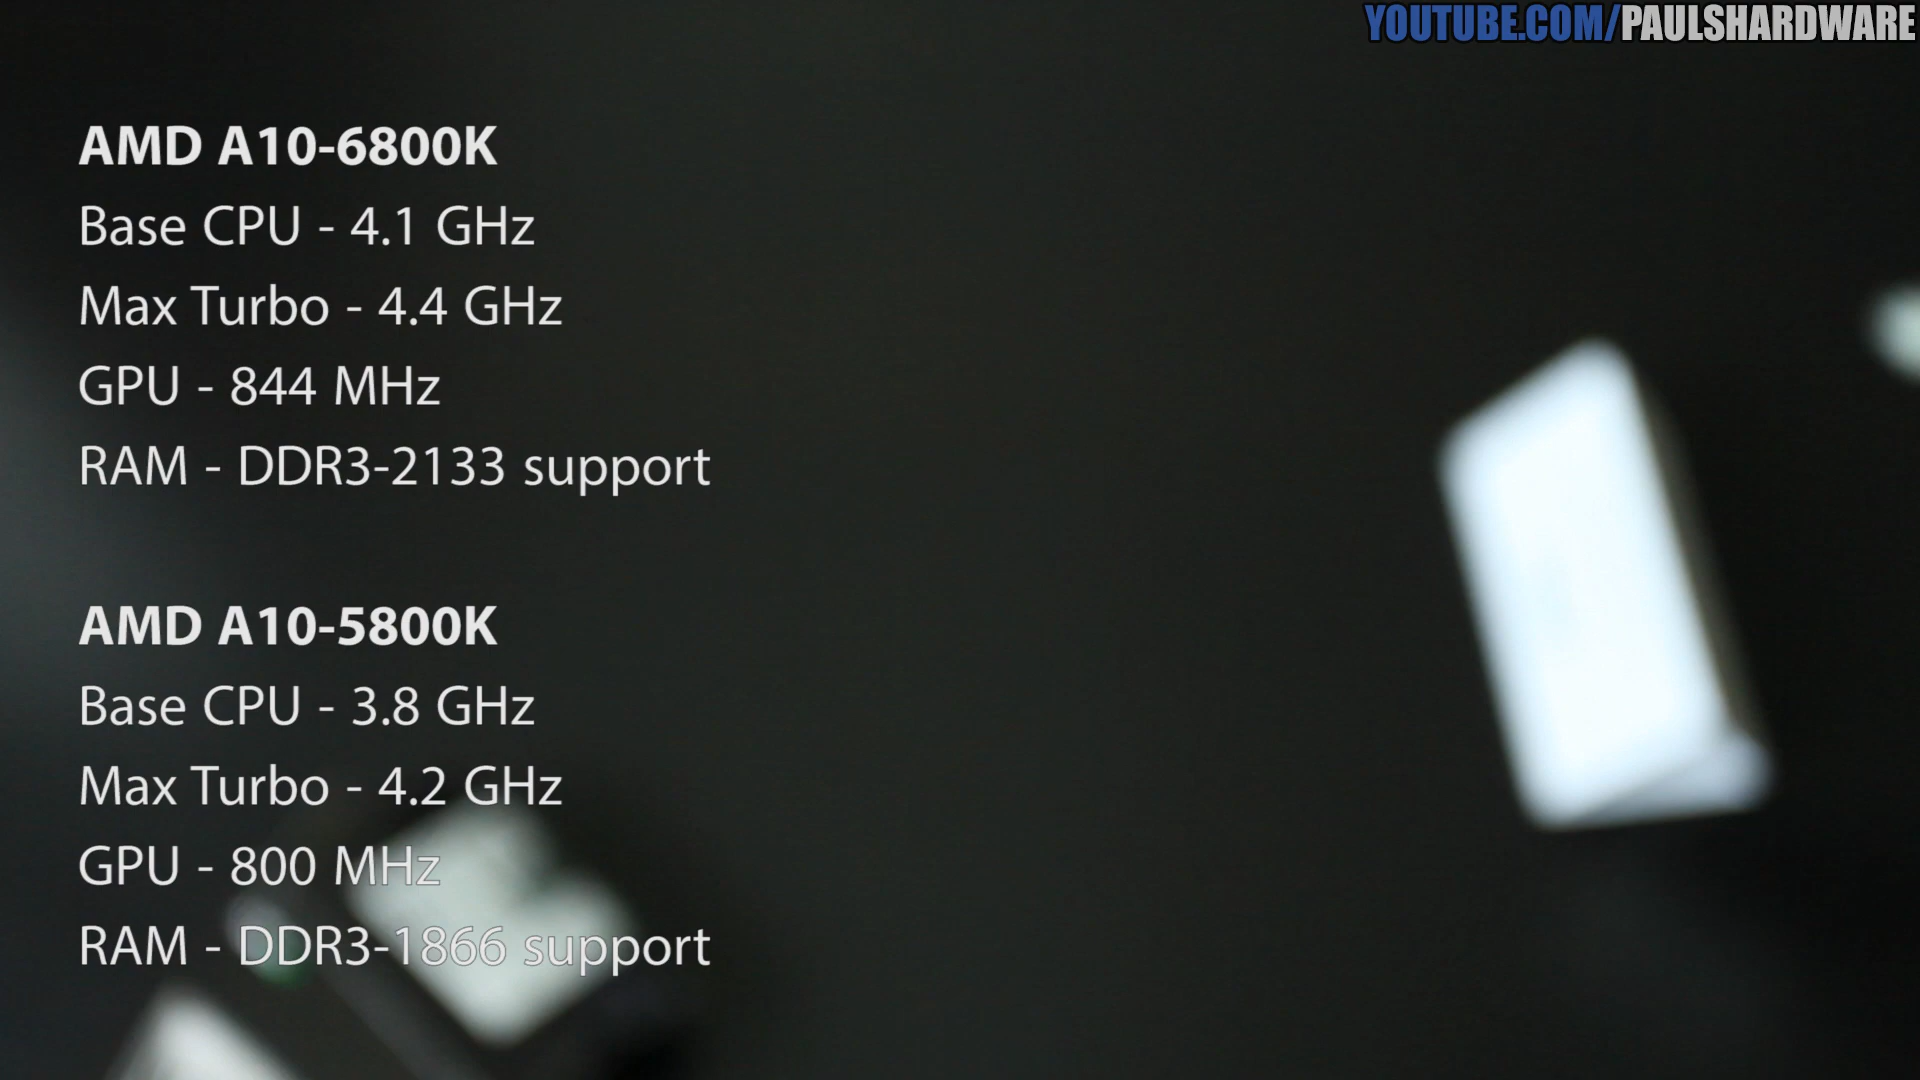 YOUTUBE.COM/PAULSHARDWARE
AMD A10-6800K
Base CPU - 4.1 GHz
Max Turbo - 4.4 GHz
GPU - 844 MHz
RAM - DDR3-2133 support
AMD A10-5800K
Base CPU - 3.8 GHz
Max Turbo - 4.2 GHz
GPU - 800 MHz
RAM - DDR3-1866 support